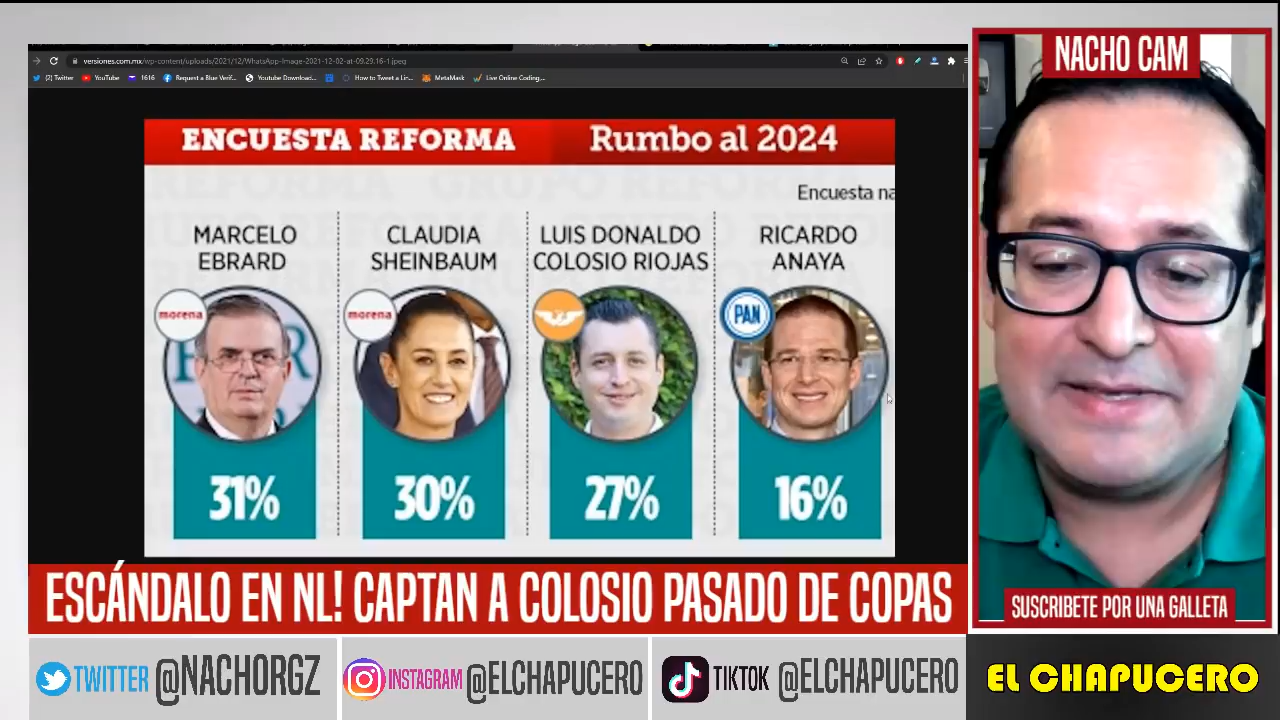 versiones.com.mx/wp-content/uploads/2021/12/WhatsApp-Image-2021-12-02-at-09.29.16-1.jpeg
(2) Twitter YouTube 1616 Request a Blue Verif... Youtube Download... How to Tweet a Lin... MetaMask Live Online Coding,...
NACHO CAM
ENCUESTA REFORMA Rumbo al 2024
Encuesta na
MARCELO EBRARD
CLAUDIA SHEINBAUM
LUIS DONALDO COLOSIO RIOJAS
RICARDO ANAYA
morena
morena
PAN
31% 30% 27% 16%
ESCÁNDALO EN NL! CAPTAN A COLOSIO PASADO DE COPAS
SUSCRIBETE POR UNA GALLETA
TWITTER @NACHORGZ INSTAGRAM @ELCHAPUCERO TIKTOK @ELCHAPUCERO
EL CHAPUCERO